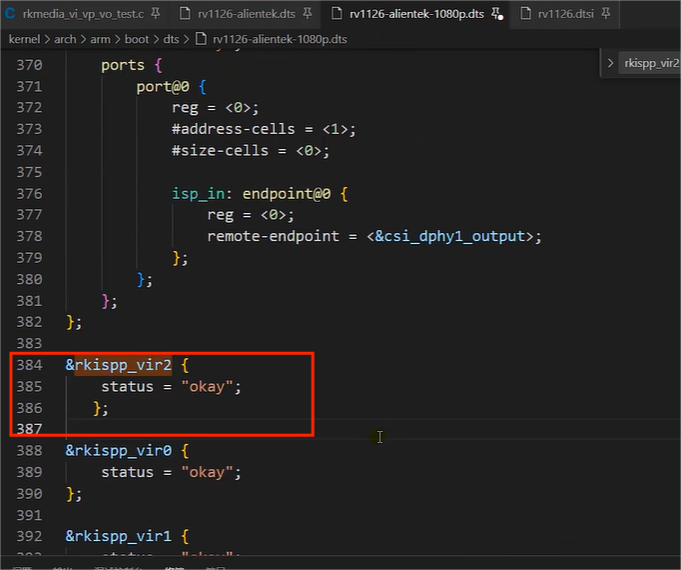 rkmedia_vi_vp_vo_test.c rv1126-alientek.dts rv1126-alientek-1080p.dts rv1126.dtsi
kernel > arch > arm > boot > dts > rv1126-alientek-1080p.dts
rkispp_vir2
370 ports {
371 port@0 {
372 reg = <0>;
373 #address-cells = <1>;
374 #size-cells = <0>;
375
376 isp_in: endpoint@0 {
377 reg = <0>;
378 remote-endpoint = <&csi_dphy1_output>;
379 };
380 };
381 };
382 };
383
384 &rkispp_vir2 {
385 status = "okay";
386 };
387
388 &rkispp_vir0 {
389 status = "okay";
390 };
391
392 &rkispp_vir1 {